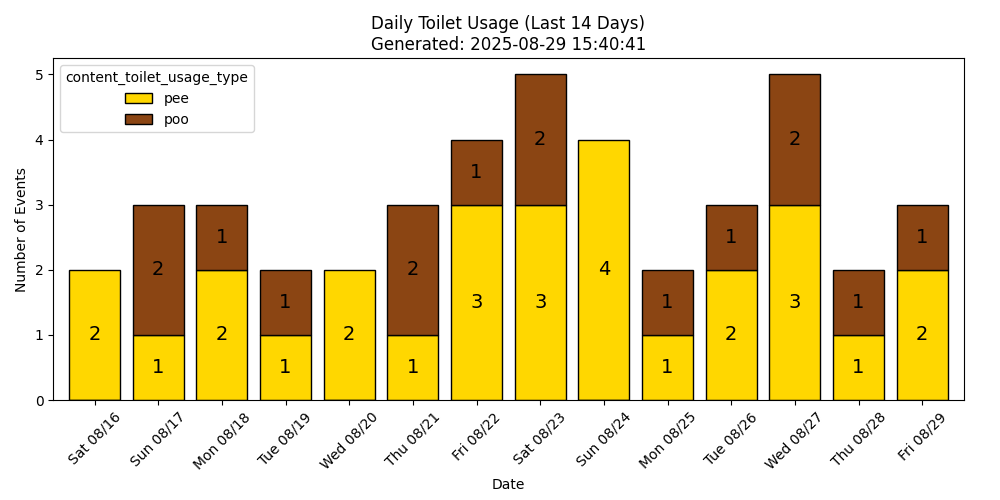 Daily Toilet Usage (Last 14 Days)
Generated: 2025-08-29 15:40:41
content_toilet_usage_type
pee
poo
Number of Events
5
4
3
2
1
0
2
2
1
1
2
1
1
2
2
1
1
3
2
3
4
1
1
1
2
2
3
1
1
1
2
Sat 08/16
Sun 08/17
Mon 08/18
Tue 08/19
Wed 08/20
Thu 08/21
Fri 08/22
Sat 08/23
Sun 08/24
Mon 08/25
Tue 08/26
Wed 08/27
Thu 08/28
Fri 08/29
Date